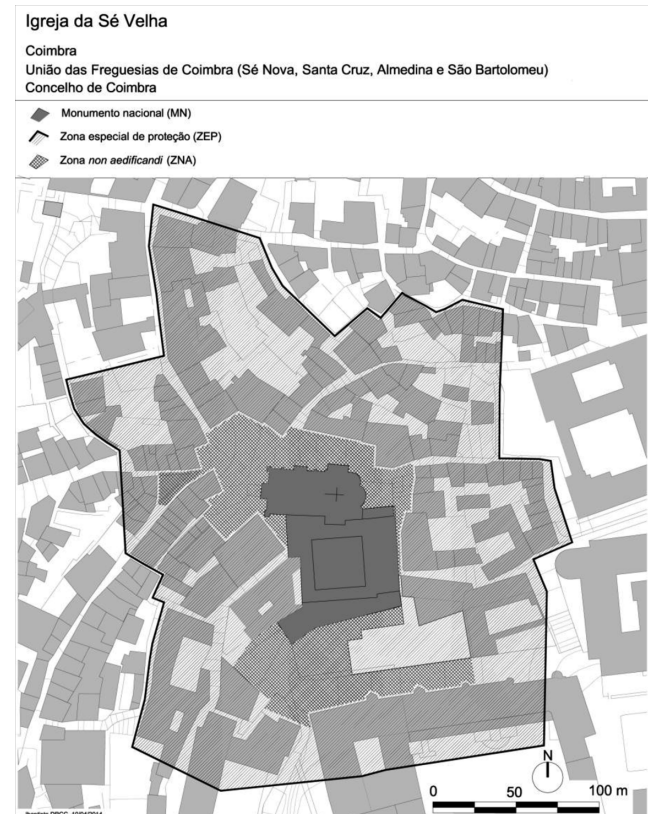 Igreja da Sé Velha
Coimbra
União das Freguesias de Coimbra (Sé Nova, Santa Cruz, Almedina e São Bartolomeu)
Concelho de Coimbra
Monumento nacional (MN)
Zona especial de proteção (ZEP)
Zona non aedificandi (ZNA)
N
0 50 100 m